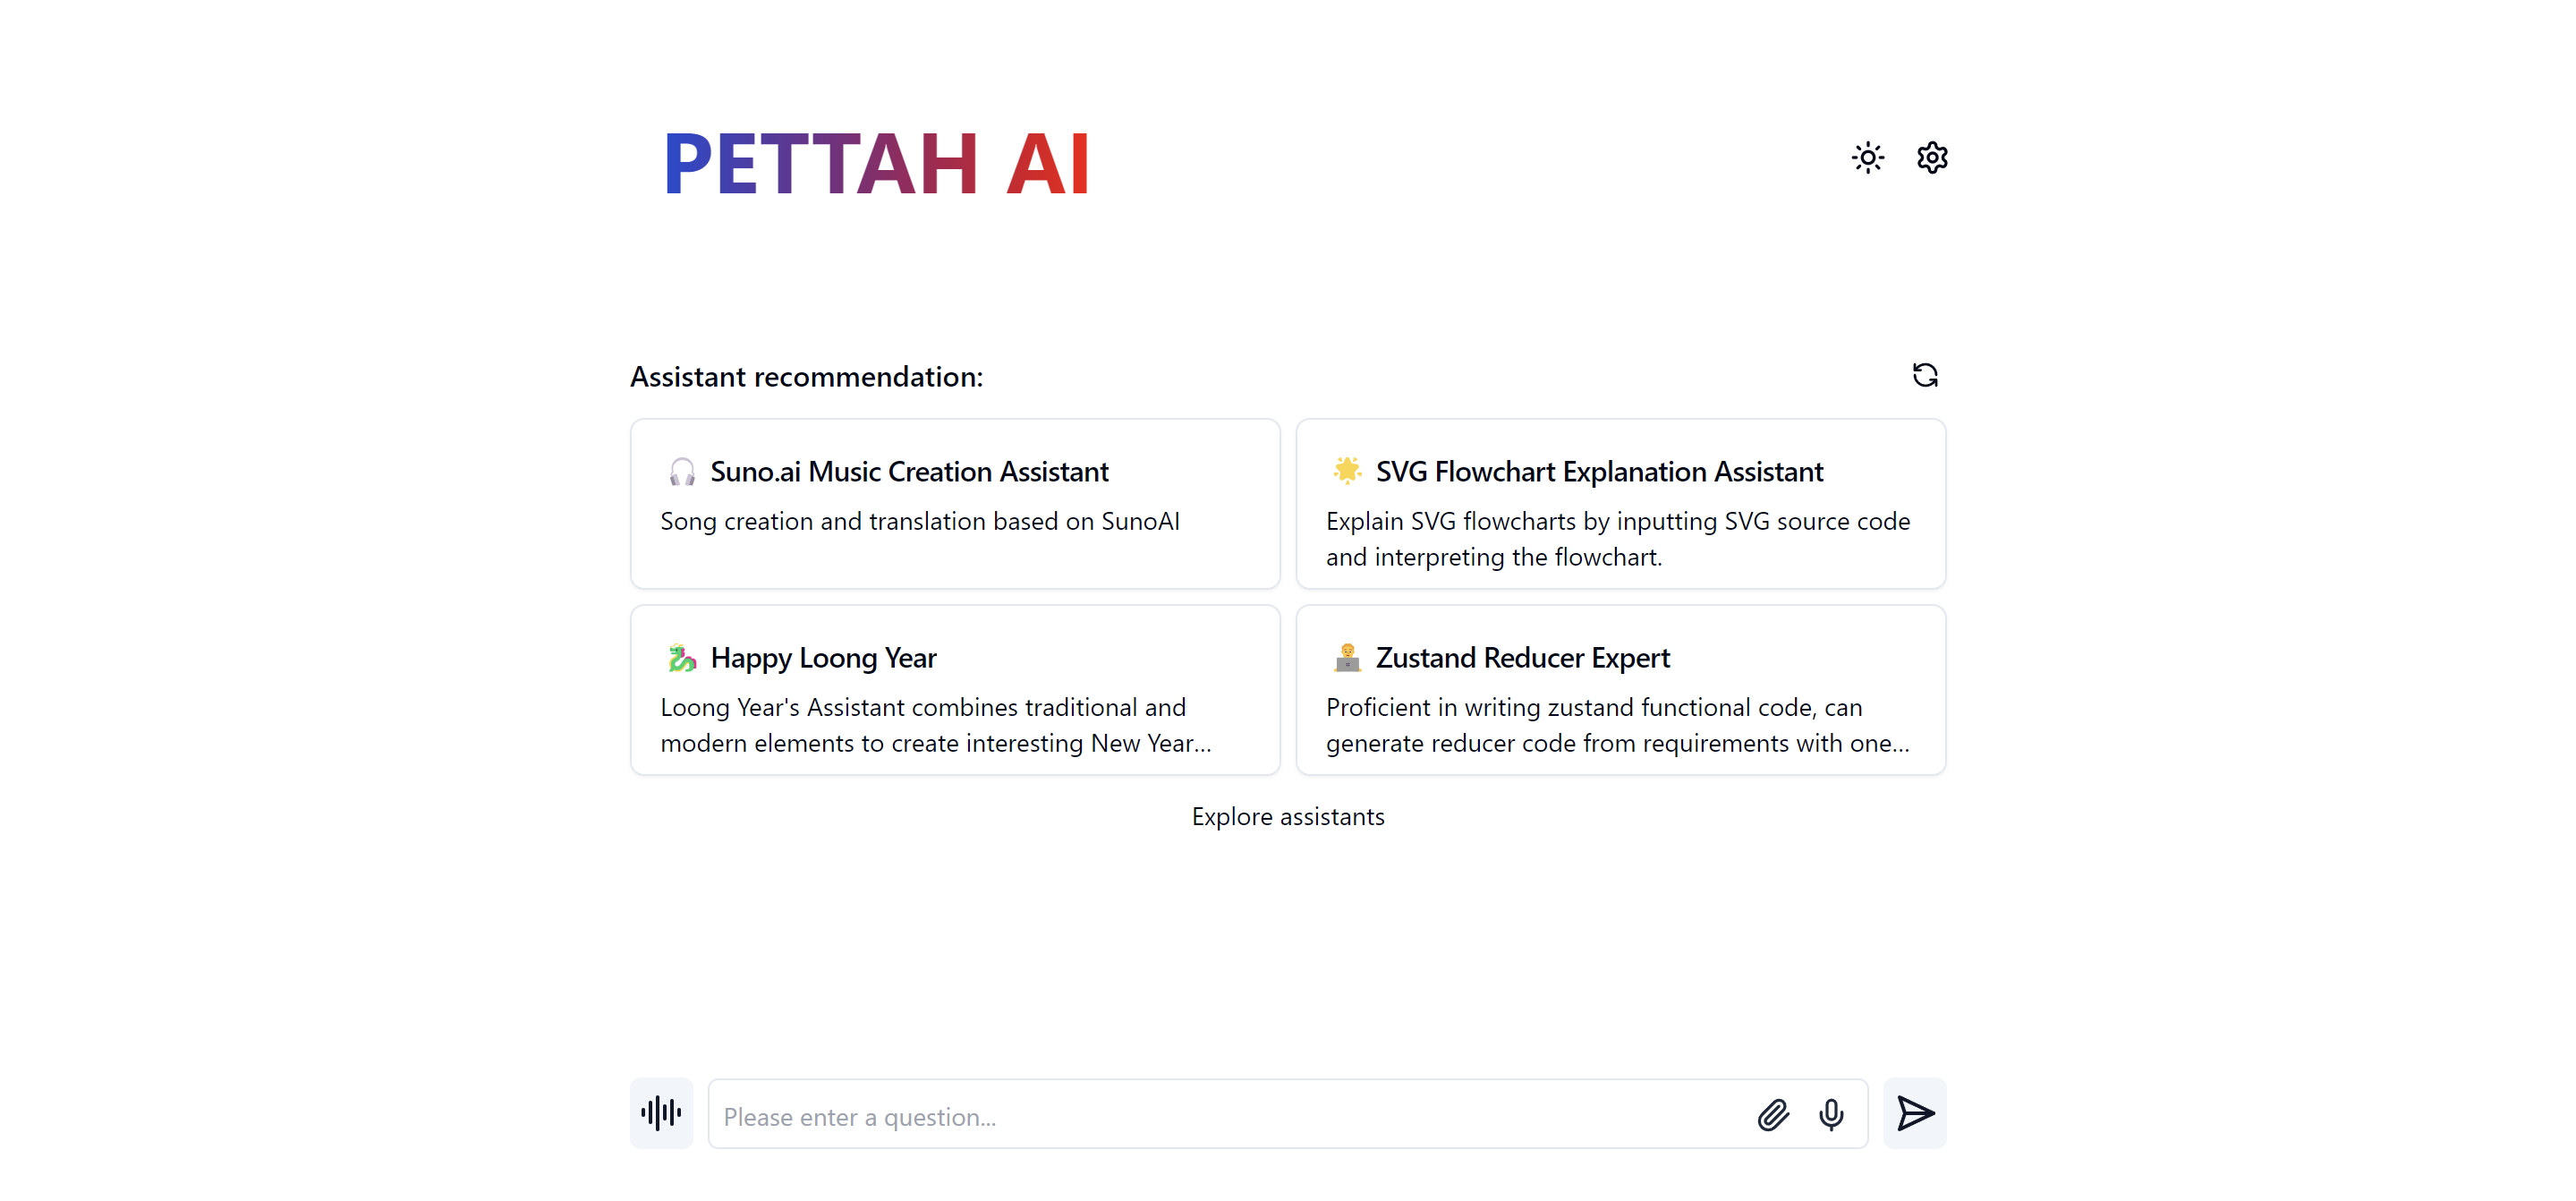 PETTAH AI
Assistant recommendation:
Suno.ai Music Creation Assistant
Song creation and translation based on SunoAI
SVG Flowchart Explanation Assistant
Explain SVG flowcharts by inputting SVG source code
and interpreting the flowchart.
Happy Loong Year
Loong Year's Assistant combines traditional and
modern elements to create interesting New Year...
Zustand Reducer Expert
Proficient in writing zustand functional code, can
generate reducer code from requirements with one...
Explore assistants
Please enter a question...